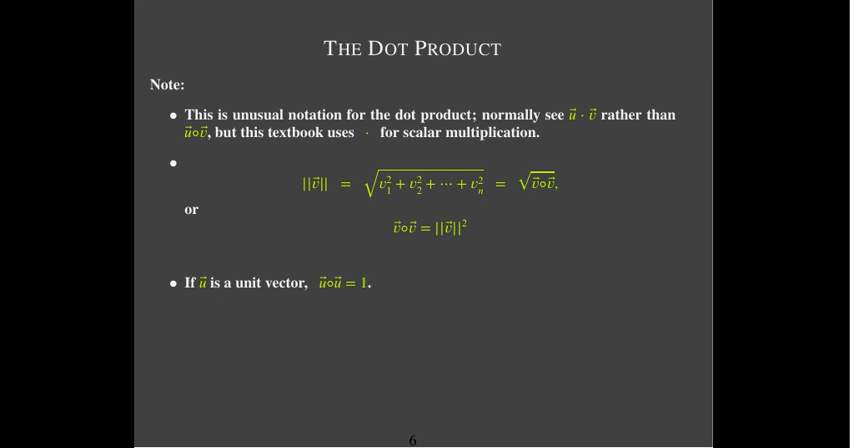 THE DOT PRODUCT
Note:
• This is unusual notation for the dot product; normally see u⃗ · v⃗ rather than
u⃗∘v⃗, but this textbook uses · for scalar multiplication.
•
||v⃗|| = √(v₁² + v₂² + ⋯ + vₙ²) = √(v⃗∘v⃗),
or
v⃗∘v⃗ = ||v⃗||²
• If u⃗ is a unit vector, u⃗∘u⃗ = 1.
6